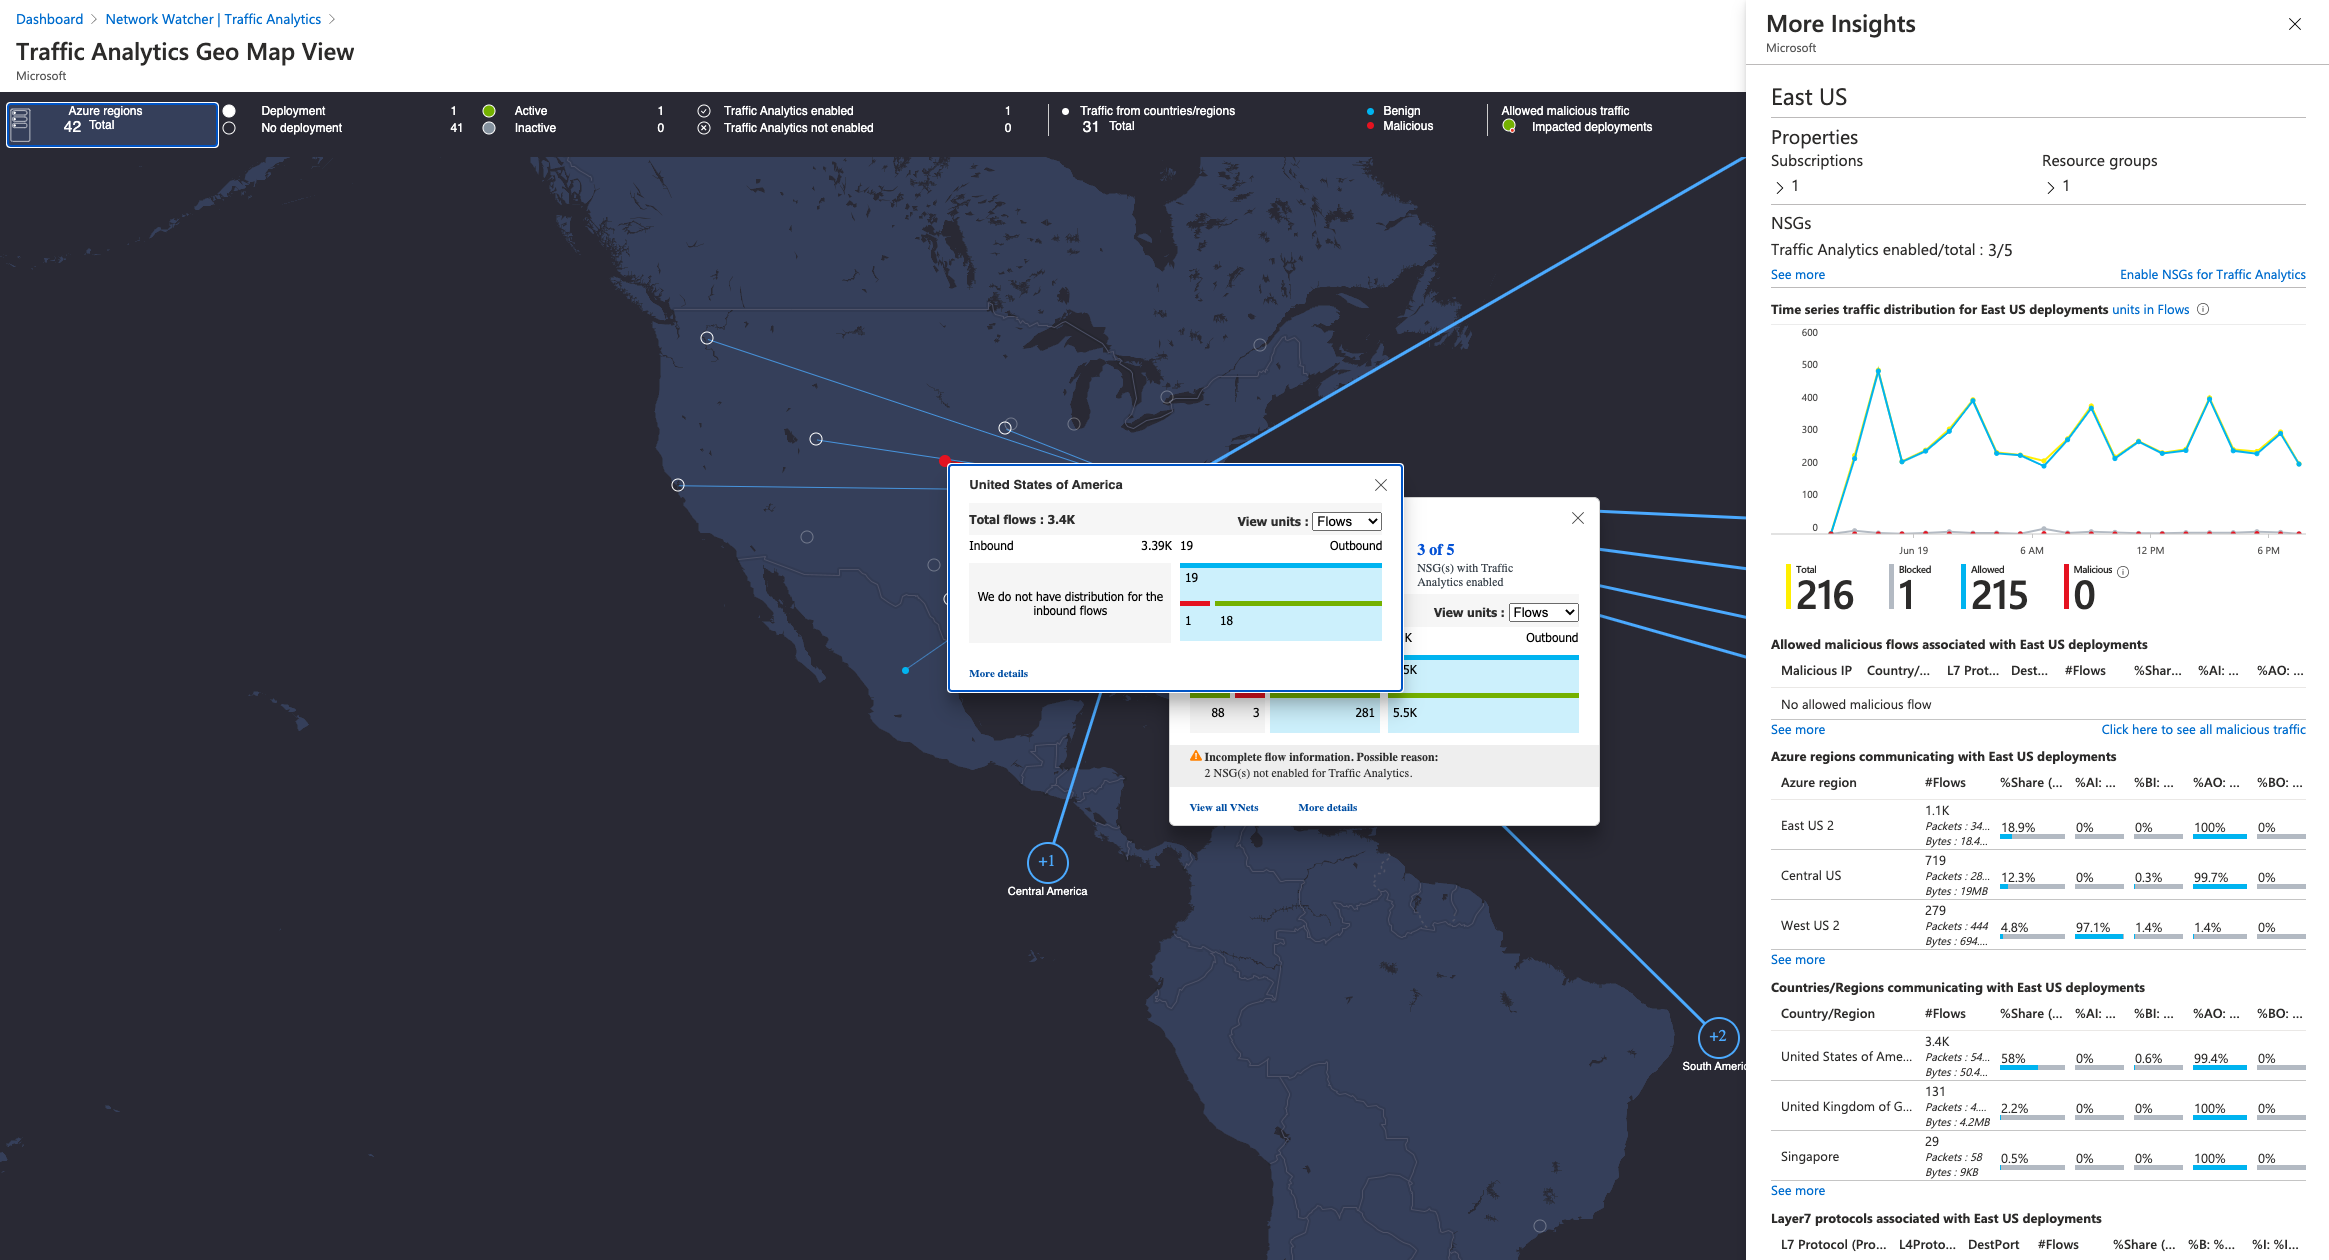 Dashboard > Network Watcher | Traffic Analytics >
Traffic Analytics Geo Map View
Microsoft
Azure regions
42 Total
Deployment 1
No deployment 41
Active 1
Inactive 0
Traffic Analytics enabled 1
Traffic Analytics not enabled 0
Traffic from countries/regions
31 Total
Benign
Malicious
Allowed malicious traffic
Impacted deployments
United States of America
Total flows : 3.4K
View units : Flows
Inbound 3.39K 19 Outbound
We do not have distribution for the
inbound flows
19
1 18
More details
3 of 5
NSG(s) with Traffic
Analytics enabled
View units : Flows
K Outbound
5K
88 3 281 5.5K
Incomplete flow information. Possible reason:
2 NSG(s) not enabled for Traffic Analytics.
View all VNets More details
+1
Central America
+2
South Americ
More Insights
Microsoft
East US
Properties
Subscriptions Resource groups
> 1 > 1
NSGs
Traffic Analytics enabled/total : 3/5
See more Enable NSGs for Traffic Analytics
Time series traffic distribution for East US deployments units in Flows
600
500
400
300
200
100
0
Jun 19 6 AM 12 PM 6 PM
Total
216
Blocked
1
Allowed
215
Malicious
0
Allowed malicious flows associated with East US deployments
Malicious IP Country/... L7 Prot... Dest... #Flows %Shar... %AI: ... %AO: ...
No allowed malicious flow
See more Click here to see all malicious traffic
Azure regions communicating with East US deployments
Azure region #Flows %Share (... %AI: ... %BI: ... %AO: ... %BO: ...
1.1K
East US 2 Packets : 34... 18.9% 0% 0% 100% 0%
Bytes : 18.4...
719
Central US Packets : 28... 12.3% 0% 0.3% 99.7% 0%
Bytes : 19MB
279
West US 2 Packets : 444 4.8% 97.1% 1.4% 1.4% 0%
Bytes : 694....
See more
Countries/Regions communicating with East US deployments
Country/Region #Flows %Share (... %AI: ... %BI: ... %AO: ... %BO: ...
3.4K
United States of Ame... Packets : 54... 58% 0% 0.6% 99.4% 0%
Bytes : 50.4...
131
United Kingdom of G... Packets : 4.... 2.2% 0% 0% 100% 0%
Bytes : 4.2MB
29
Singapore Packets : 58 0.5% 0% 0% 100% 0%
Bytes : 9KB
See more
Layer7 protocols associated with East US deployments
L7 Protocol (Pro... L4Proto... DestPort #Flows %Share (... %B: %... %I: %I...